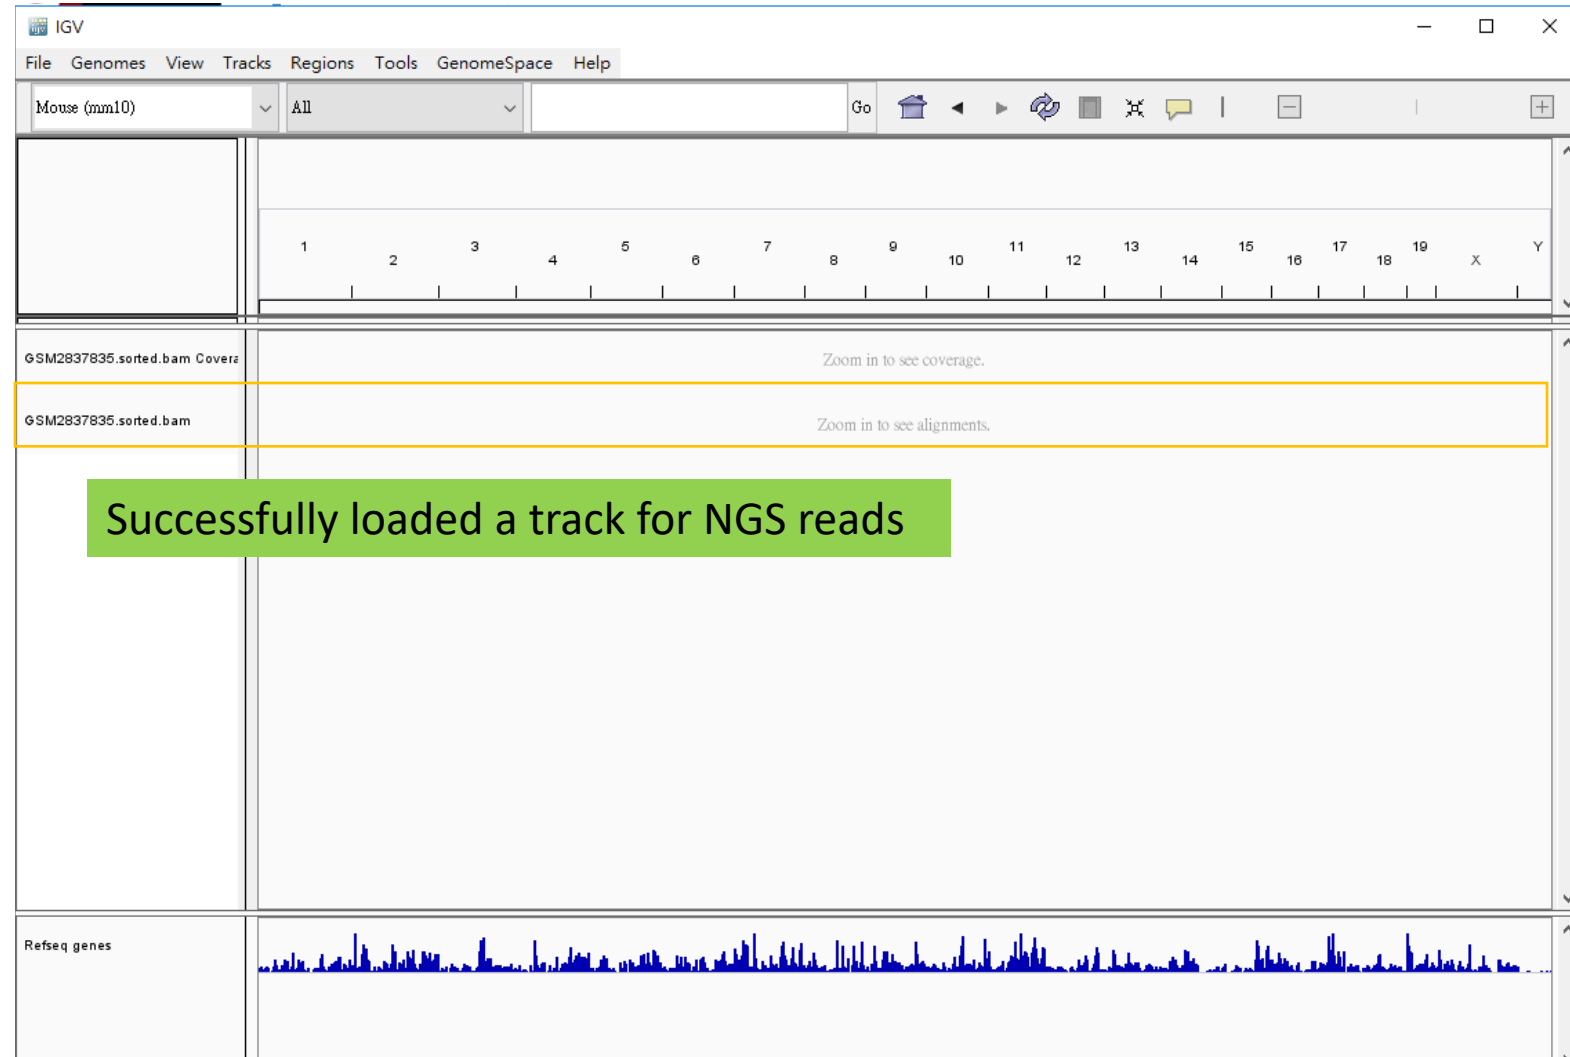 IGV
File Genomes View Tracks Regions Tools GenomeSpace Help
Mouse (mm10) All Go
1 2 3 4 5 6 7 8 9 10 11 12 13 14 15 16 17 18 19 X Y
GSM2837835.sorted.bam Covera Zoom in to see coverage.
GSM2837835.sorted.bam Zoom in to see alignments.
Successfully loaded a track for NGS reads
Refseq genes